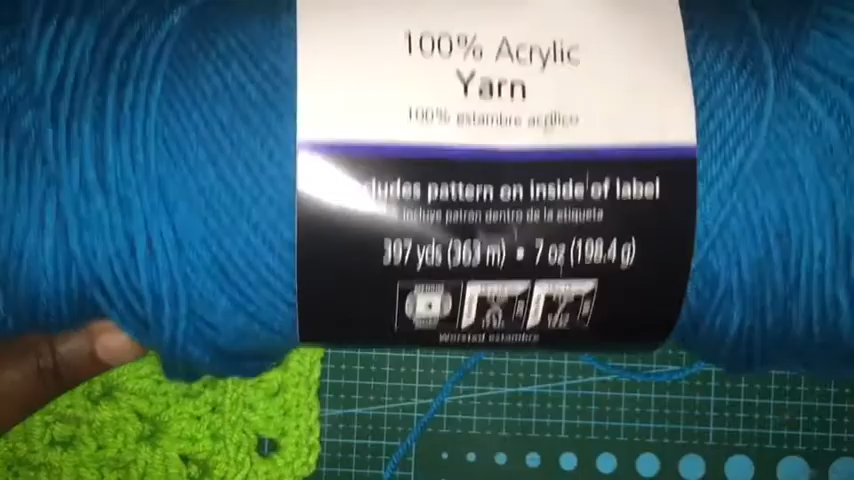 100% Acrylic
Yarn
100% estambre acrílico
pattern on inside of label
Incluye patrón dentro de la etiqueta
397 yds (363 m) • 7 oz (198.4 g)
Worsted estambre